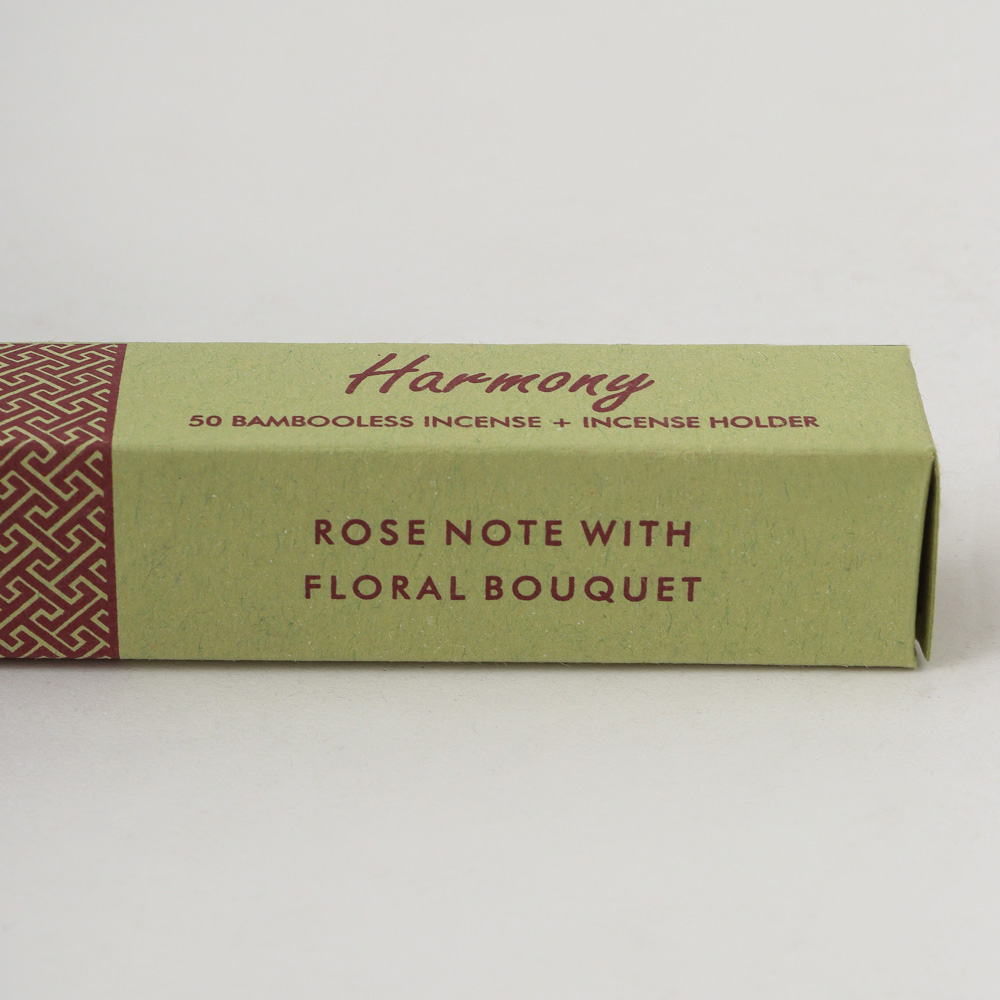 Harmony
50 BAMBOOLESS INCENSE + INCENSE HOLDER
ROSE NOTE WITH
FLORAL BOUQUET